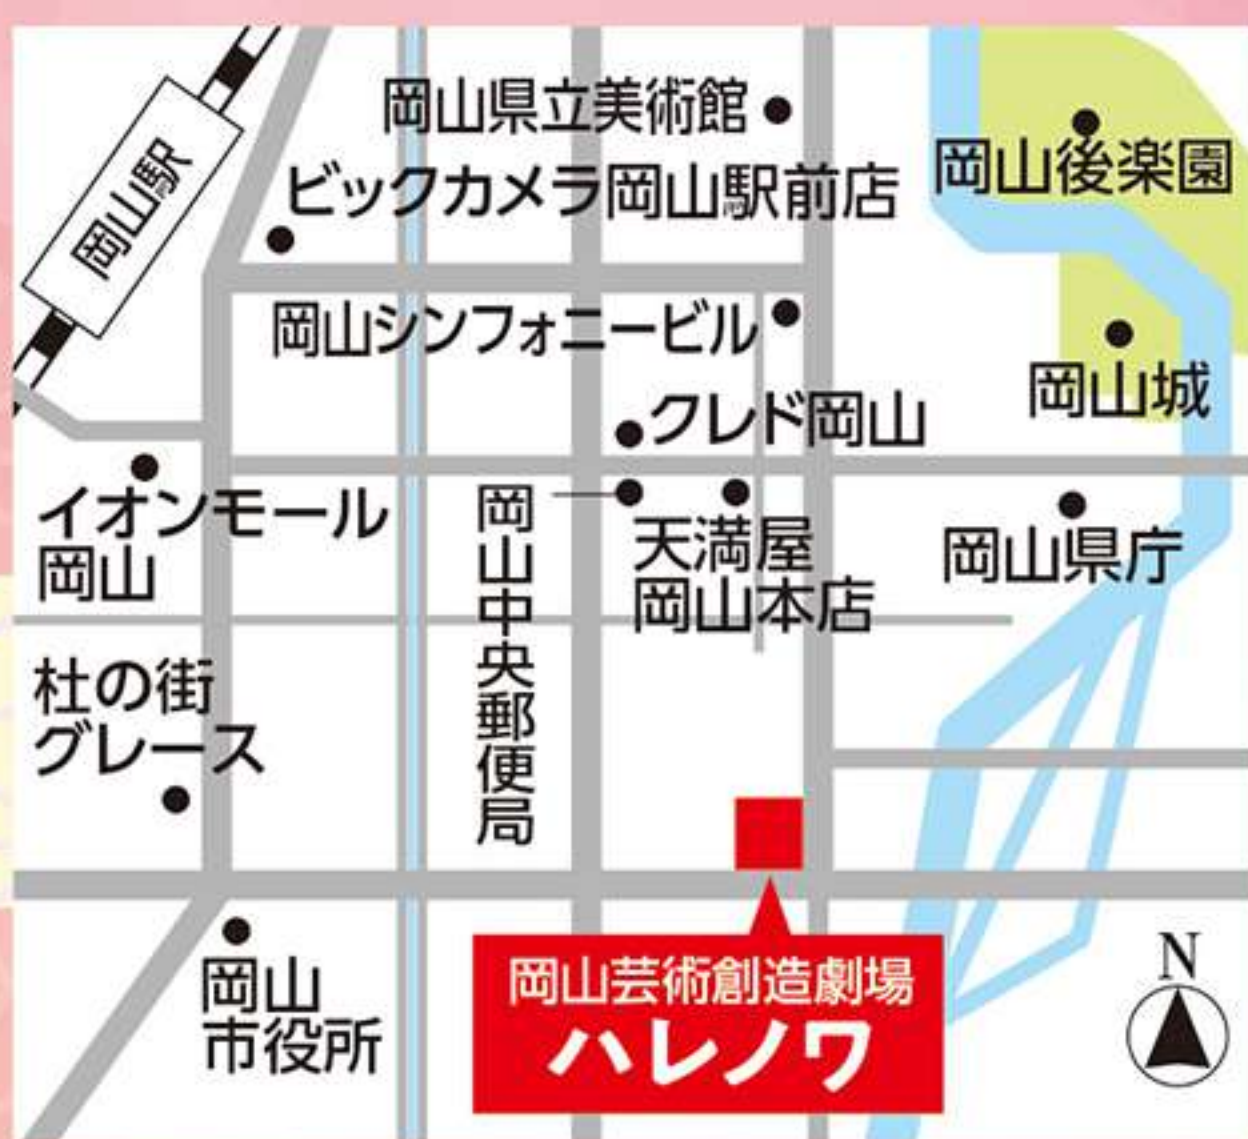 岡山駅
岡山県立美術館
ビックカメラ岡山駅前店
岡山後楽園
岡山シンフォニービル
岡山城
クレド岡山
イオンモール
岡山
岡山中央郵便局
天満屋
岡山本店
岡山県庁
杜の街
グレース
岡山
市役所
岡山芸術創造劇場
ハレノワ
N